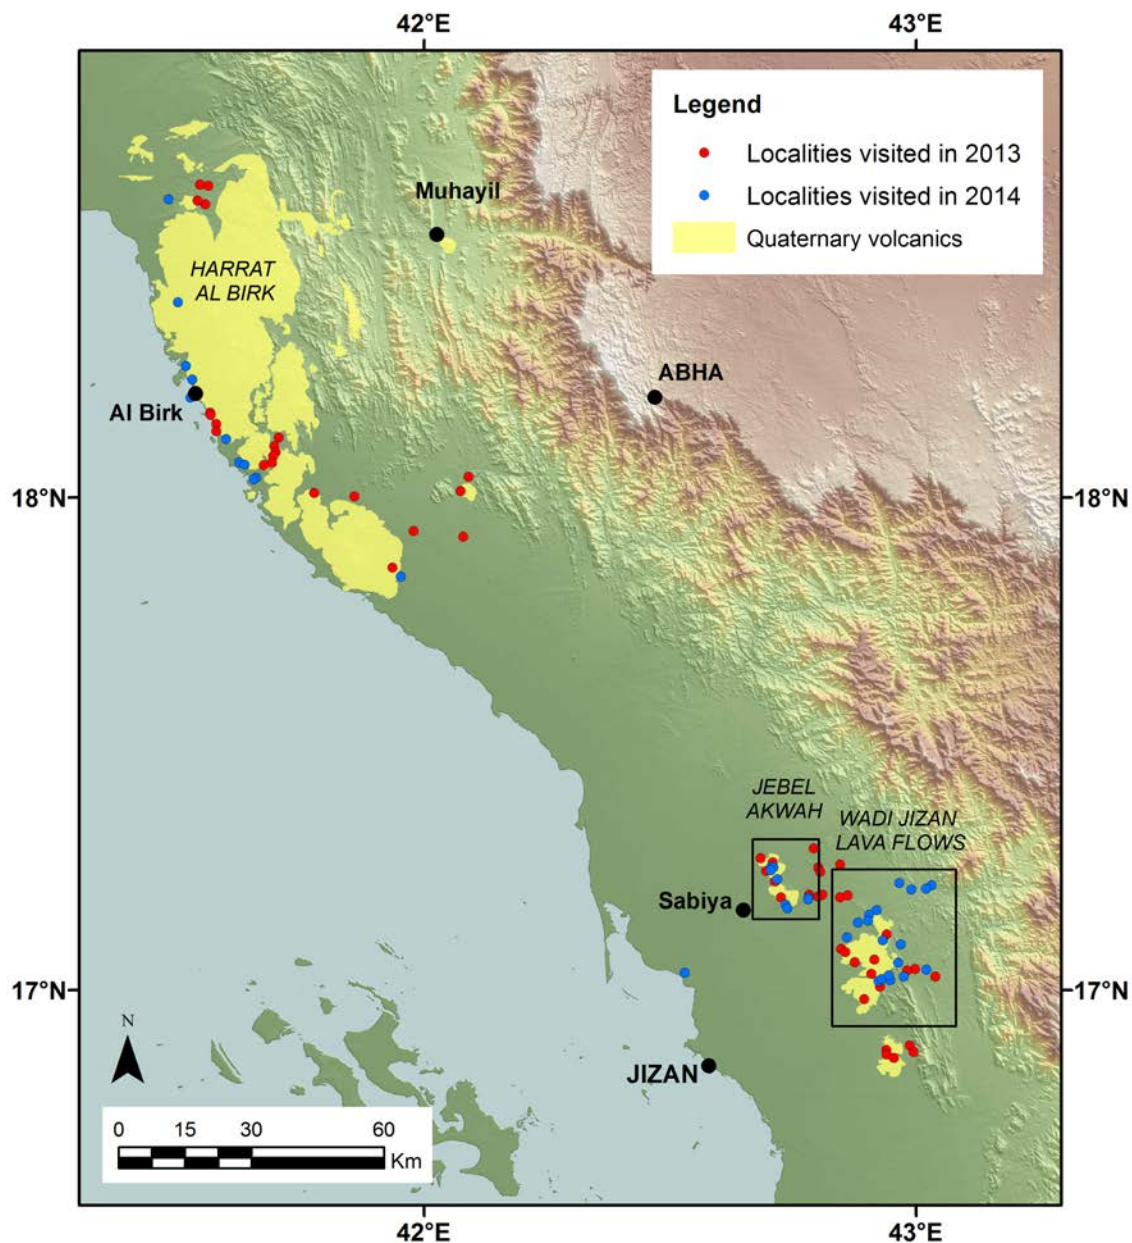 42°E
43°E
Legend
Localities visited in 2013
Localities visited in 2014
Quaternary volcanics
Muhayil
HARRAT
AL BIRK
ABHA
Al Birk
18°N
18°N
JEBEL
AKWAH
WADI JIZAN
LAVA FLOWS
Sabiya
17°N
17°N
N
JIZAN
0 15 30 60
Km
42°E
43°E